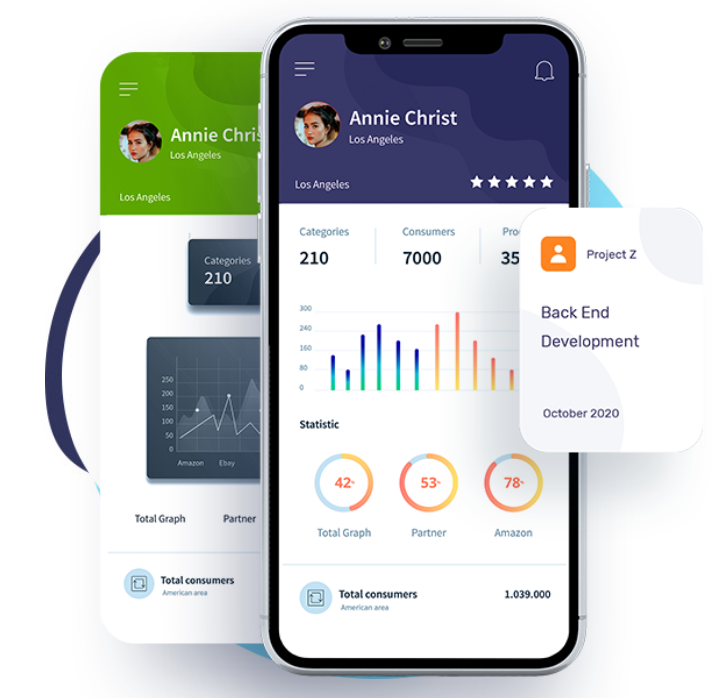 Annie Chris
Los Angeles
Los Angeles
Categories
210
250
200
150
100
50
0
Amazon Ebay
Total Graph Partner
Total consumers
American area
Annie Christ
Los Angeles
Los Angeles
Categories Consumers Pro
210 7000 35
300
240
160
80
0
Statistic
42% 53% 78%
Total Graph Partner Amazon
Total consumers 1.039.000
American area
Project Z
Back End
Development
October 2020